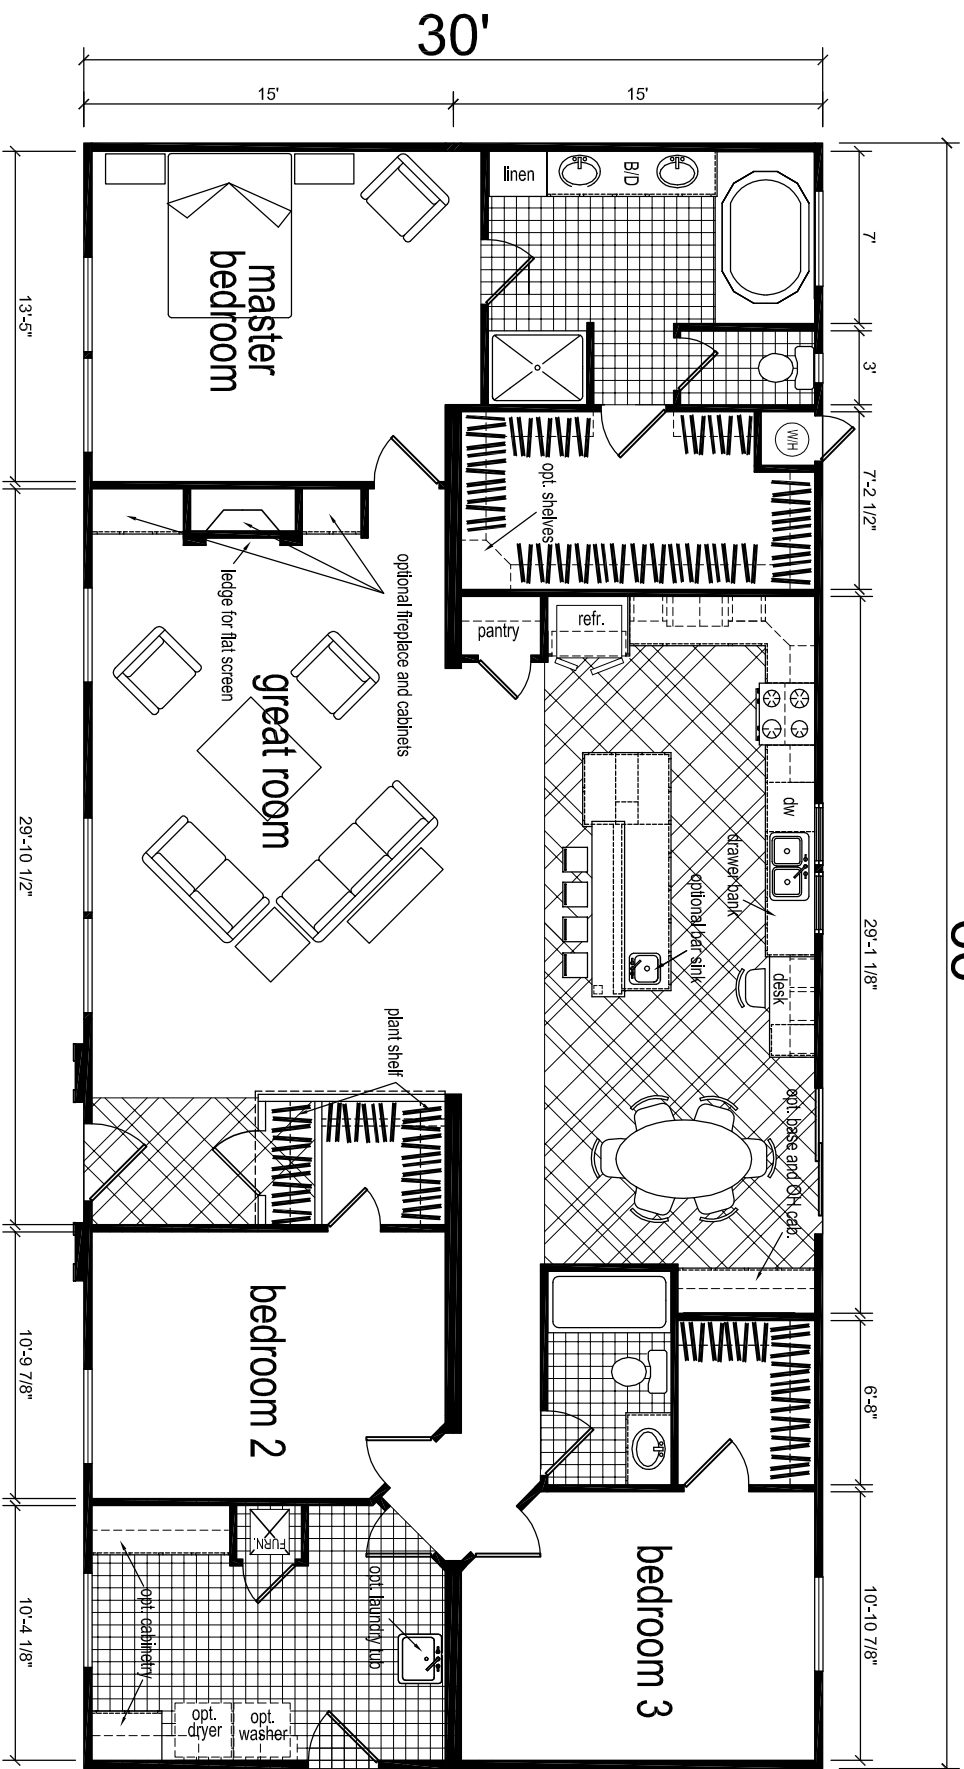 30'
15'
15'
linen
B/D
7'
master
bedroom
13'-5"
3'
W/H
7'-2 1/2"
opt. shelves
optional fireplace and cabinets
ledge for flat screen
pantry
refr.
great room
dw
drawer bank
optional bar sink
29'-10 1/2"
29'-1 1/8"
desk
plant shelf
opt. base and OH cab.
bedroom 2
10'-9 7/8"
6'-8"
FURN.
bedroom 3
10'-10 7/8"
opt. laundry tub
opt. cabinetry
10'-4 1/8"
opt.
dryer
opt.
washer